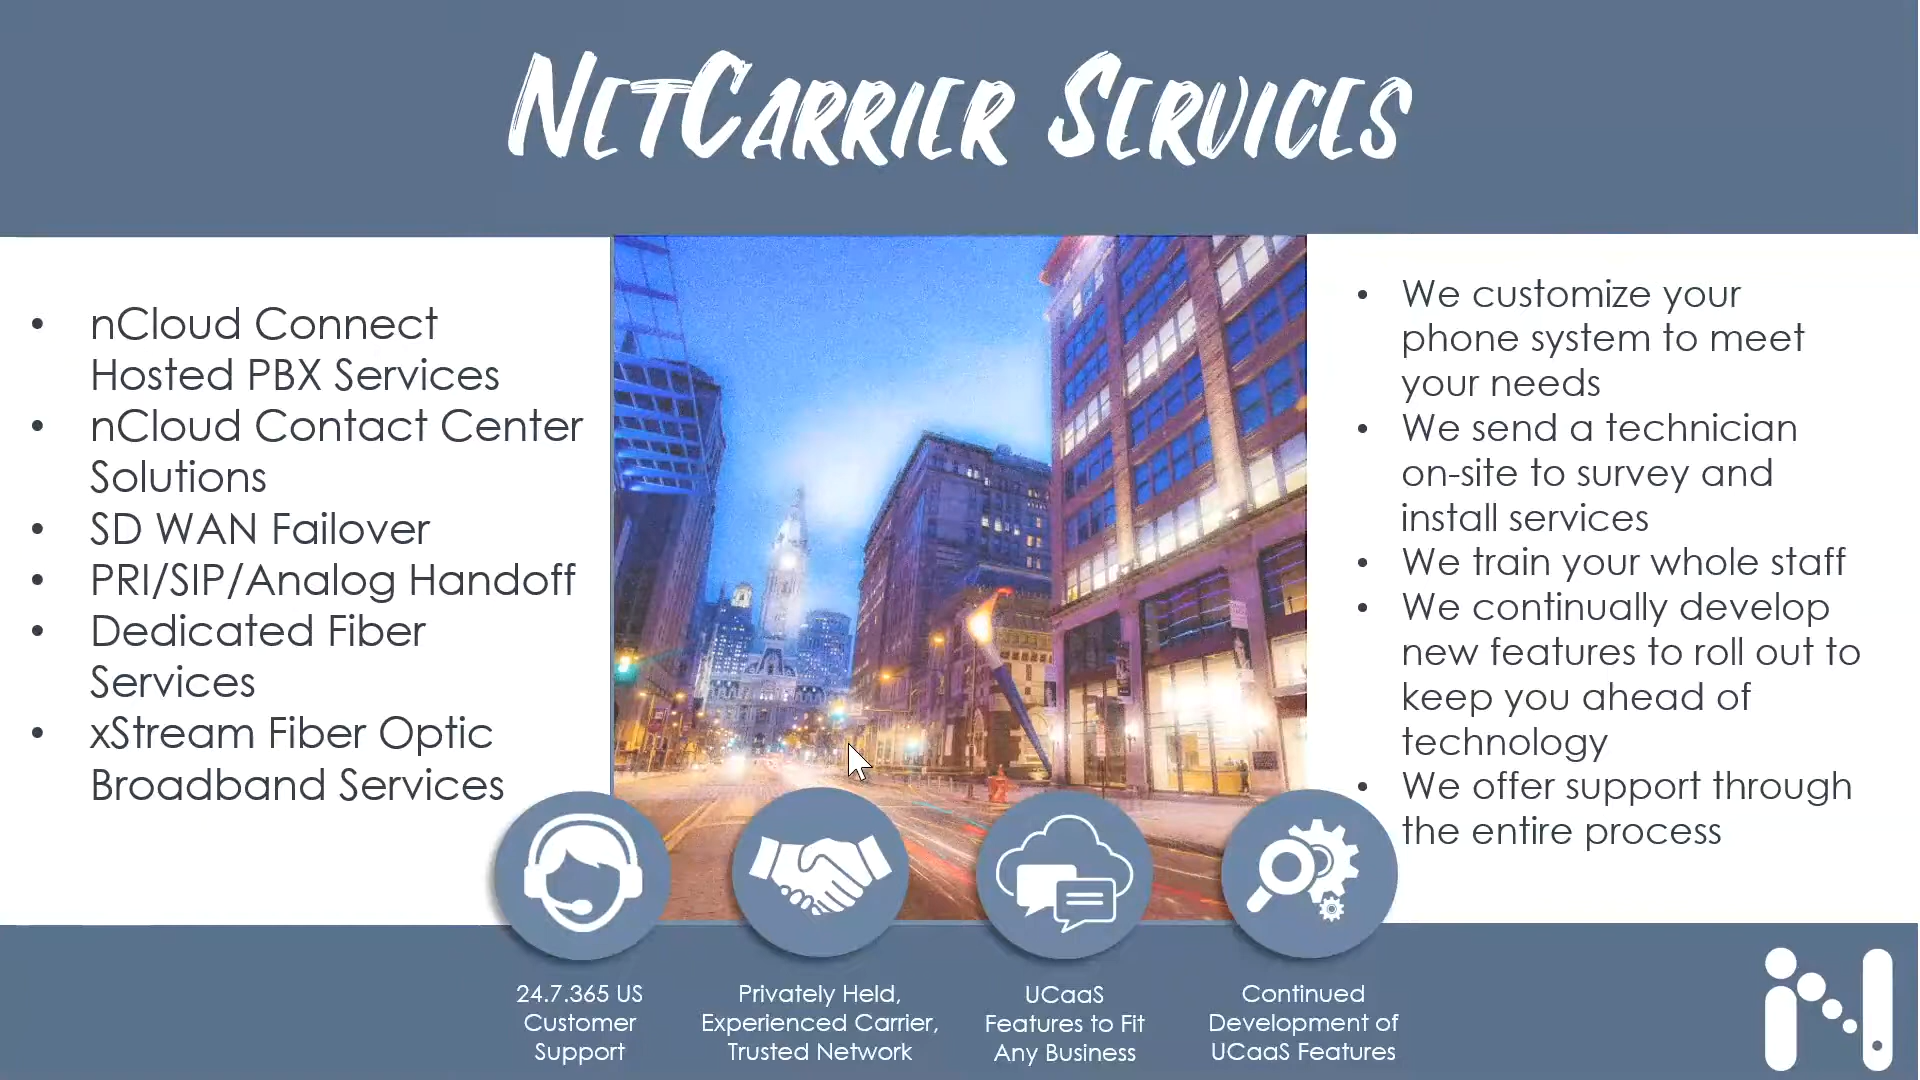 NetCarrier Services
• nCloud Connect
Hosted PBX Services
• nCloud Contact Center
Solutions
• SD WAN Failover
• PRI/SIP/Analog Handoff
• Dedicated Fiber
Services
• xStream Fiber Optic
Broadband Services
• We customize your
phone system to meet
your needs
• We send a technician
on-site to survey and
install services
• We train your whole staff
• We continually develop
new features to roll out to
keep you ahead of
technology
• We offer support through
the entire process
24.7.365 US
Customer
Support
Privately Held,
Experienced Carrier,
Trusted Network
UCaaS
Features to Fit
Any Business
Continued
Development of
UCaaS Features